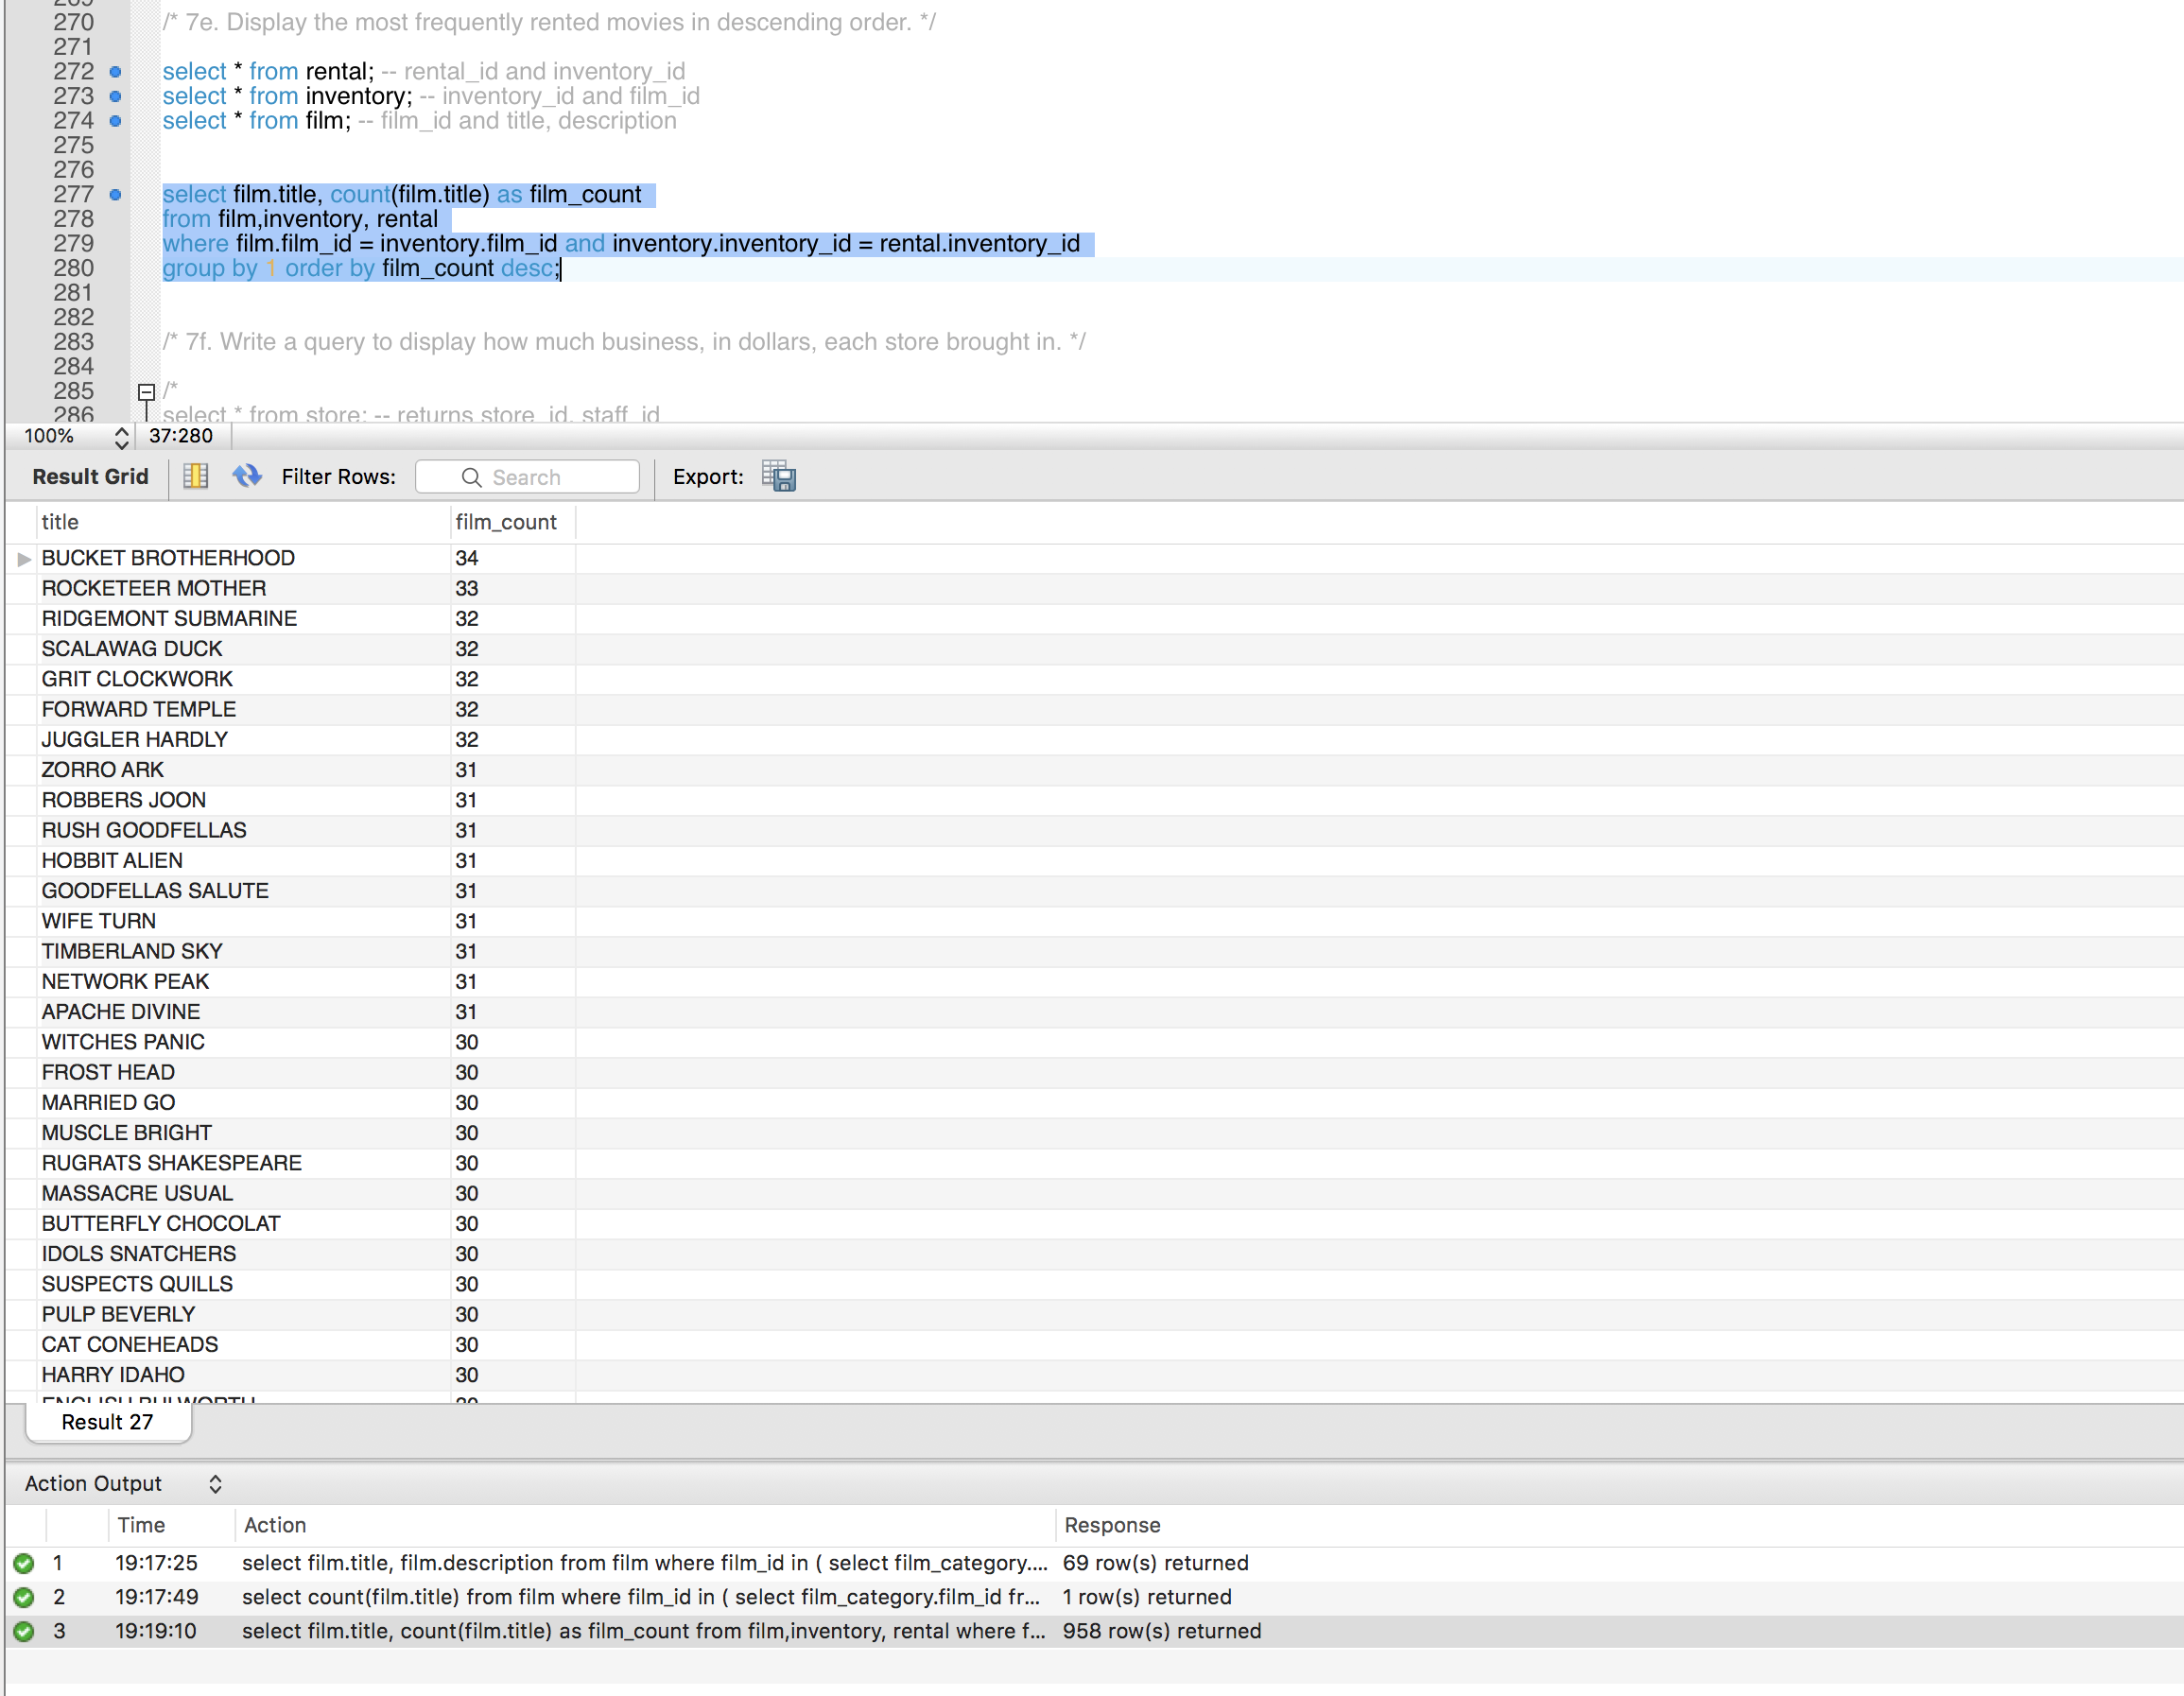 269
270 /* 7e. Display the most frequently rented movies in descending order. */
271
272 select * from rental; -- rental_id and inventory_id
273 select * from inventory; -- inventory_id and film_id
274 select * from film; -- film_id and title, description
275
276
277 select film.title, count(film.title) as film_count
278 from film,inventory, rental
279 where film.film_id = inventory.film_id and inventory.inventory_id = rental.inventory_id
280 group by 1 order by film_count desc;
281
282
283 /* 7f. Write a query to display how much business, in dollars, each store brought in. */
284
285 /*
286 select * from store; -- returns store_id, staff_id
100% 37:280
Result Grid Filter Rows: Search Export:
title film_count
BUCKET BROTHERHOOD 34
ROCKETEER MOTHER 33
RIDGEMONT SUBMARINE 32
SCALAWAG DUCK 32
GRIT CLOCKWORK 32
FORWARD TEMPLE 32
JUGGLER HARDLY 32
ZORRO ARK 31
ROBBERS JOON 31
RUSH GOODFELLAS 31
HOBBIT ALIEN 31
GOODFELLAS SALUTE 31
WIFE TURN 31
TIMBERLAND SKY 31
NETWORK PEAK 31
APACHE DIVINE 31
WITCHES PANIC 30
FROST HEAD 30
MARRIED GO 30
MUSCLE BRIGHT 30
RUGRATS SHAKESPEARE 30
MASSACRE USUAL 30
BUTTERFLY CHOCOLAT 30
IDOLS SNATCHERS 30
SUSPECTS QUILLS 30
PULP BEVERLY 30
CAT CONEHEADS 30
HARRY IDAHO 30
ENGLISH BULWORTH 30
Result 27
Action Output
Time Action Response
1 19:17:25 select film.title, film.description from film where film_id in ( select film_category.... 69 row(s) returned
2 19:17:49 select count(film.title) from film where film_id in ( select film_category.film_id fr... 1 row(s) returned
3 19:19:10 select film.title, count(film.title) as film_count from film,inventory, rental where f... 958 row(s) returned